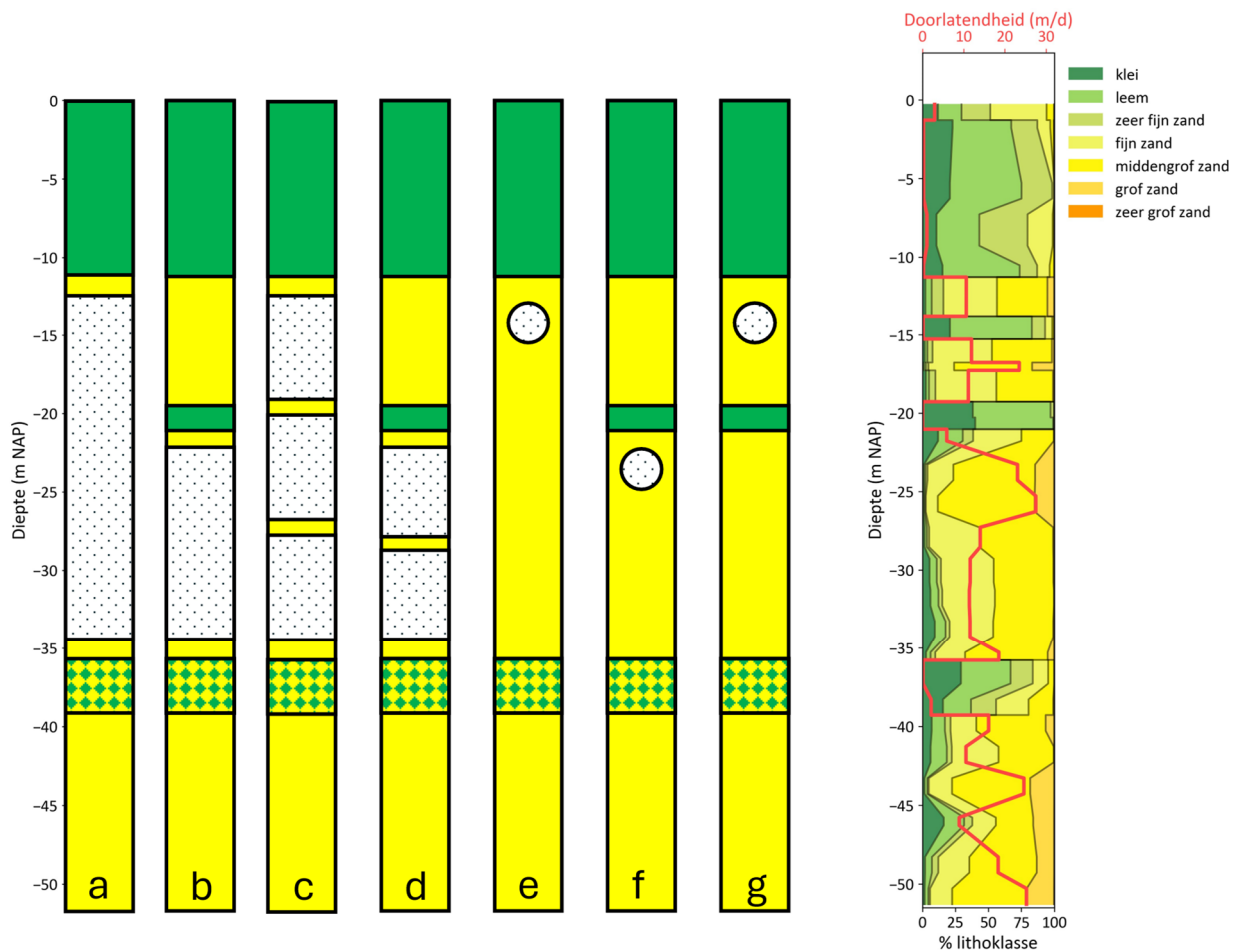 Doorlatendheid (m/d)
0 10 20 30
klei
leem
zeer fijn zand
fijn zand
middengrof zand
grof zand
zeer grof zand
Diepte (m NAP)
0
−5
−10
−15
−20
−25
−30
−35
−40
−45
−50
a b c d e f g
Diepte (m NAP)
0
−5
−10
−15
−20
−25
−30
−35
−40
−45
−50
0 25 50 75 100
% lithoklasse